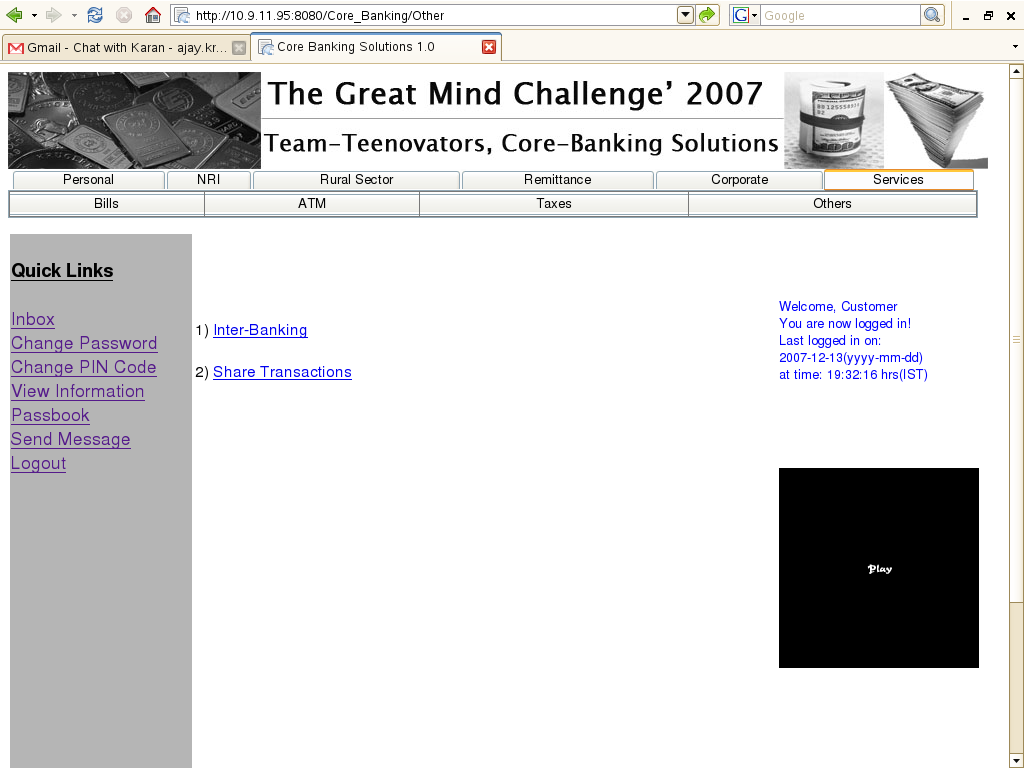 http://10.9.11.95:8080/Core_Banking/Other
G
Google
Gmail - Chat with Karan - ajay.kr...
Core Banking Solutions 1.0
The Great Mind Challenge' 2007
Team-Teenovators, Core-Banking Solutions
Personal NRI Rural Sector Remittance Corporate Services
Bills ATM Taxes Others
Quick Links
Inbox
Change Password
Change PIN Code
View Information
Passbook
Send Message
Logout
1) Inter-Banking
2) Share Transactions
Welcome, Customer
You are now logged in!
Last logged in on:
2007-12-13(yyyy-mm-dd)
at time: 19:32:16 hrs(IST)
Play